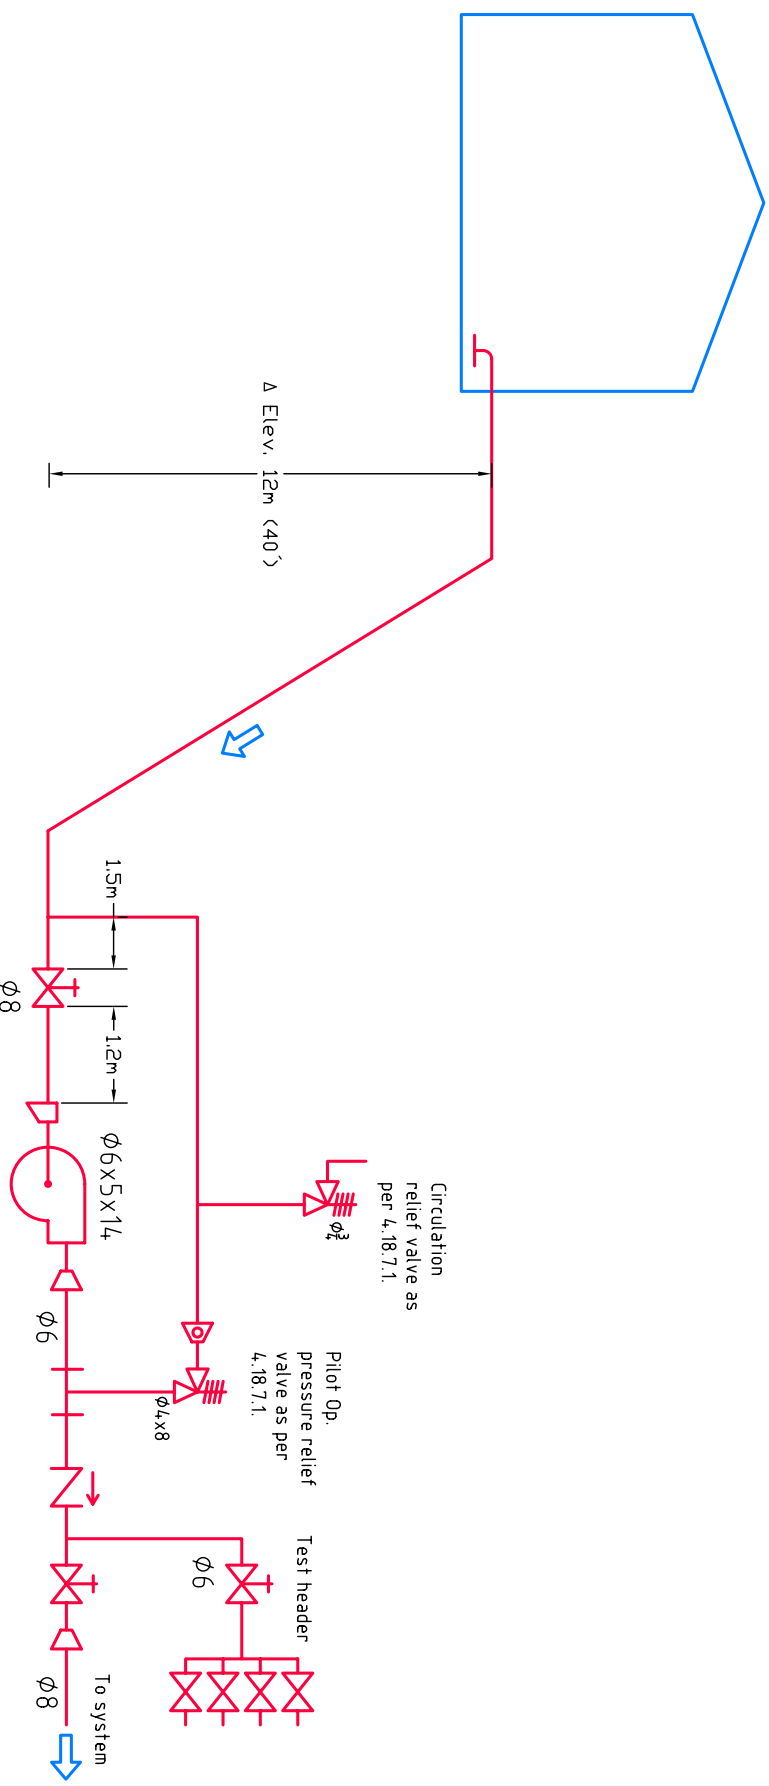 Δ Elev. 12m (40')
1.5m
1.2m
Ø8
Ø6x5x14
Circulation
relief valve as
per 4.18.7.1.
Ø3/4
Ø6
Pilot Op.
pressure relief
valve as per
4.18.7.1.
Ø4x8
Test header
Ø6
Ø8
To system